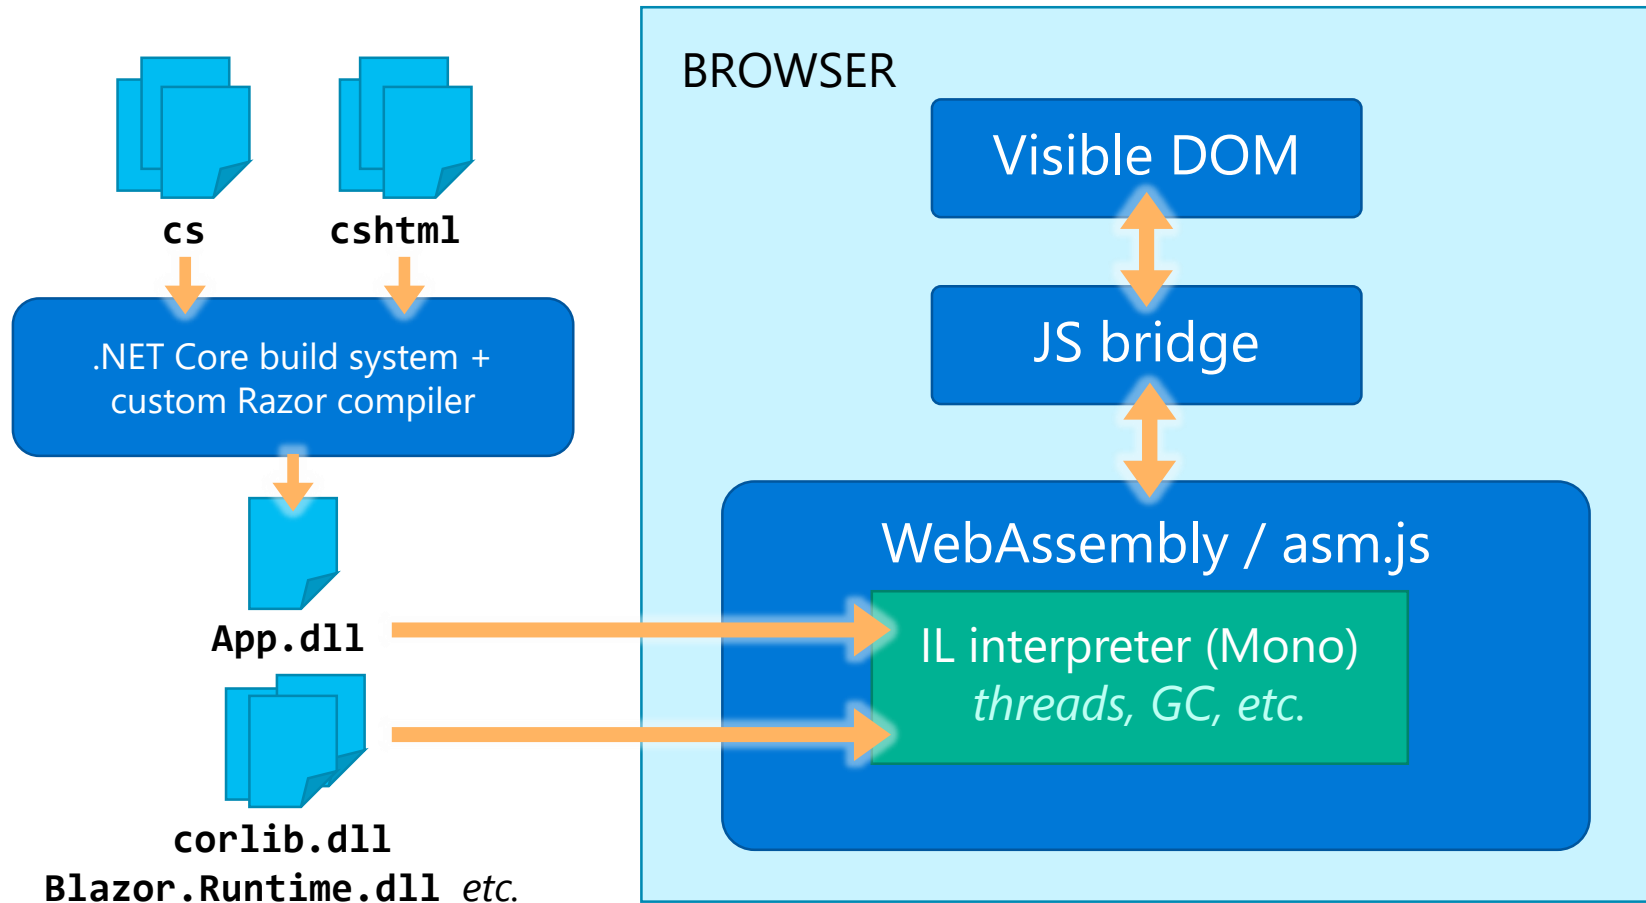 cs
cshtml
.NET Core build system +
custom Razor compiler
App.dll
corlib.dll
Blazor.Runtime.dll etc.
BROWSER
Visible DOM
JS bridge
WebAssembly / asm.js
IL interpreter (Mono)
threads, GC, etc.